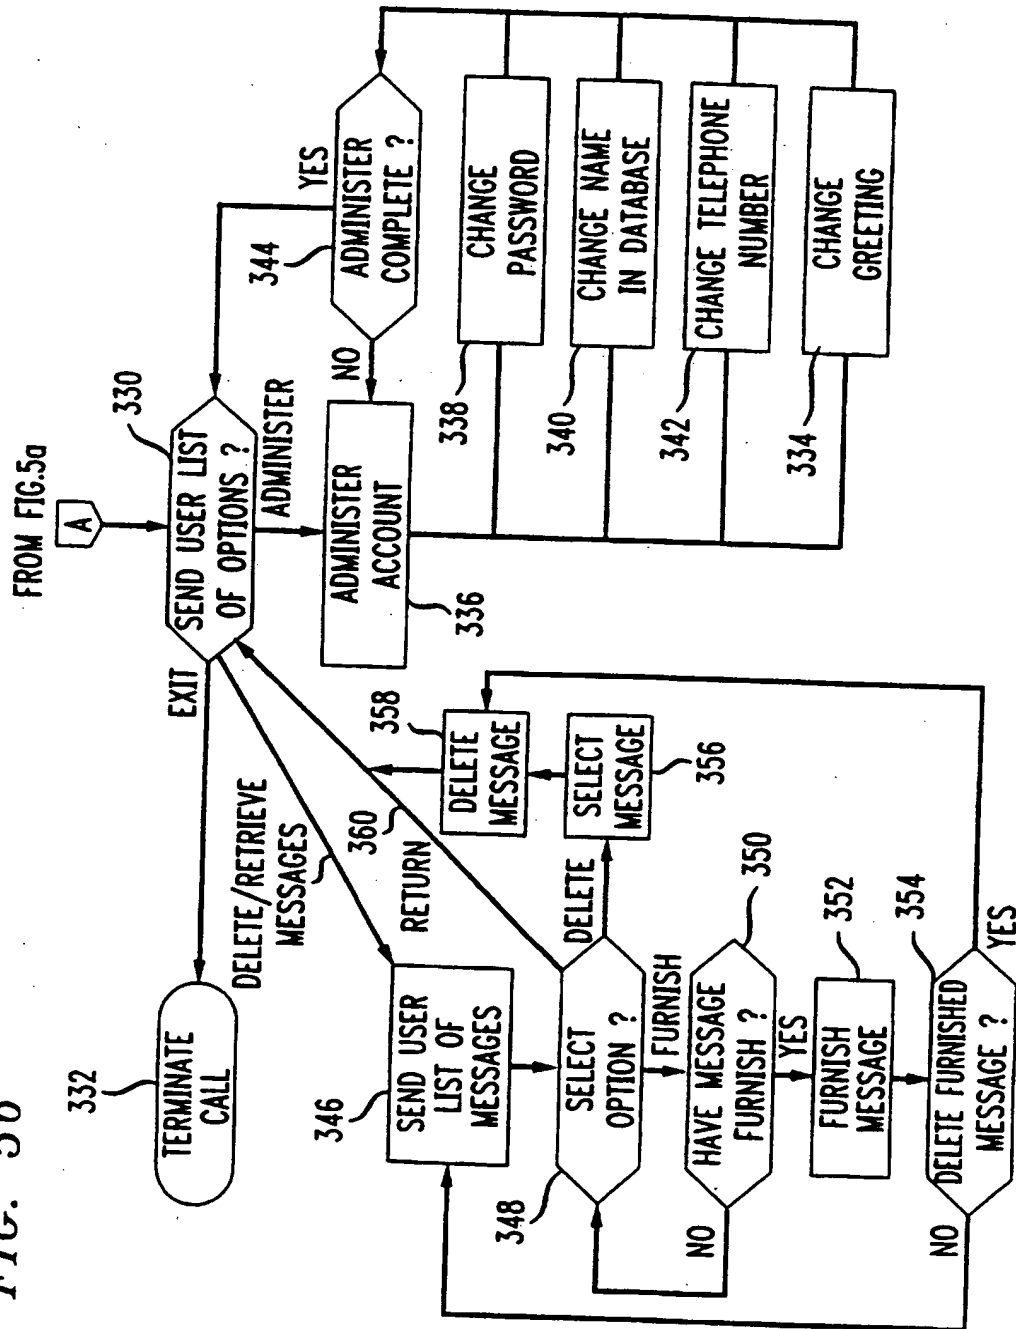 FIG. 5b
FROM FIG.5a
A
330
SEND USER LIST
OF OPTIONS ?
EXIT
332
TERMINATE
CALL
DELETE/RETRIEVE
MESSAGES
ADMINISTER
336
ADMINISTER
ACCOUNT
344
ADMINISTER
COMPLETE ?
YES
NO
338
CHANGE
PASSWORD
340
CHANGE NAME
IN DATABASE
342
CHANGE TELEPHONE
NUMBER
334
CHANGE
GREETING
346
SEND USER
LIST OF
MESSAGES
360
RETURN
348
SELECT
OPTION ?
DELETE
356
SELECT
MESSAGE
358
DELETE
MESSAGE
FURNISH
350
HAVE MESSAGE
FURNISH ?
NO
YES
352
FURNISH
MESSAGE
354
DELETE FURNISHED
MESSAGE ?
NO
YES